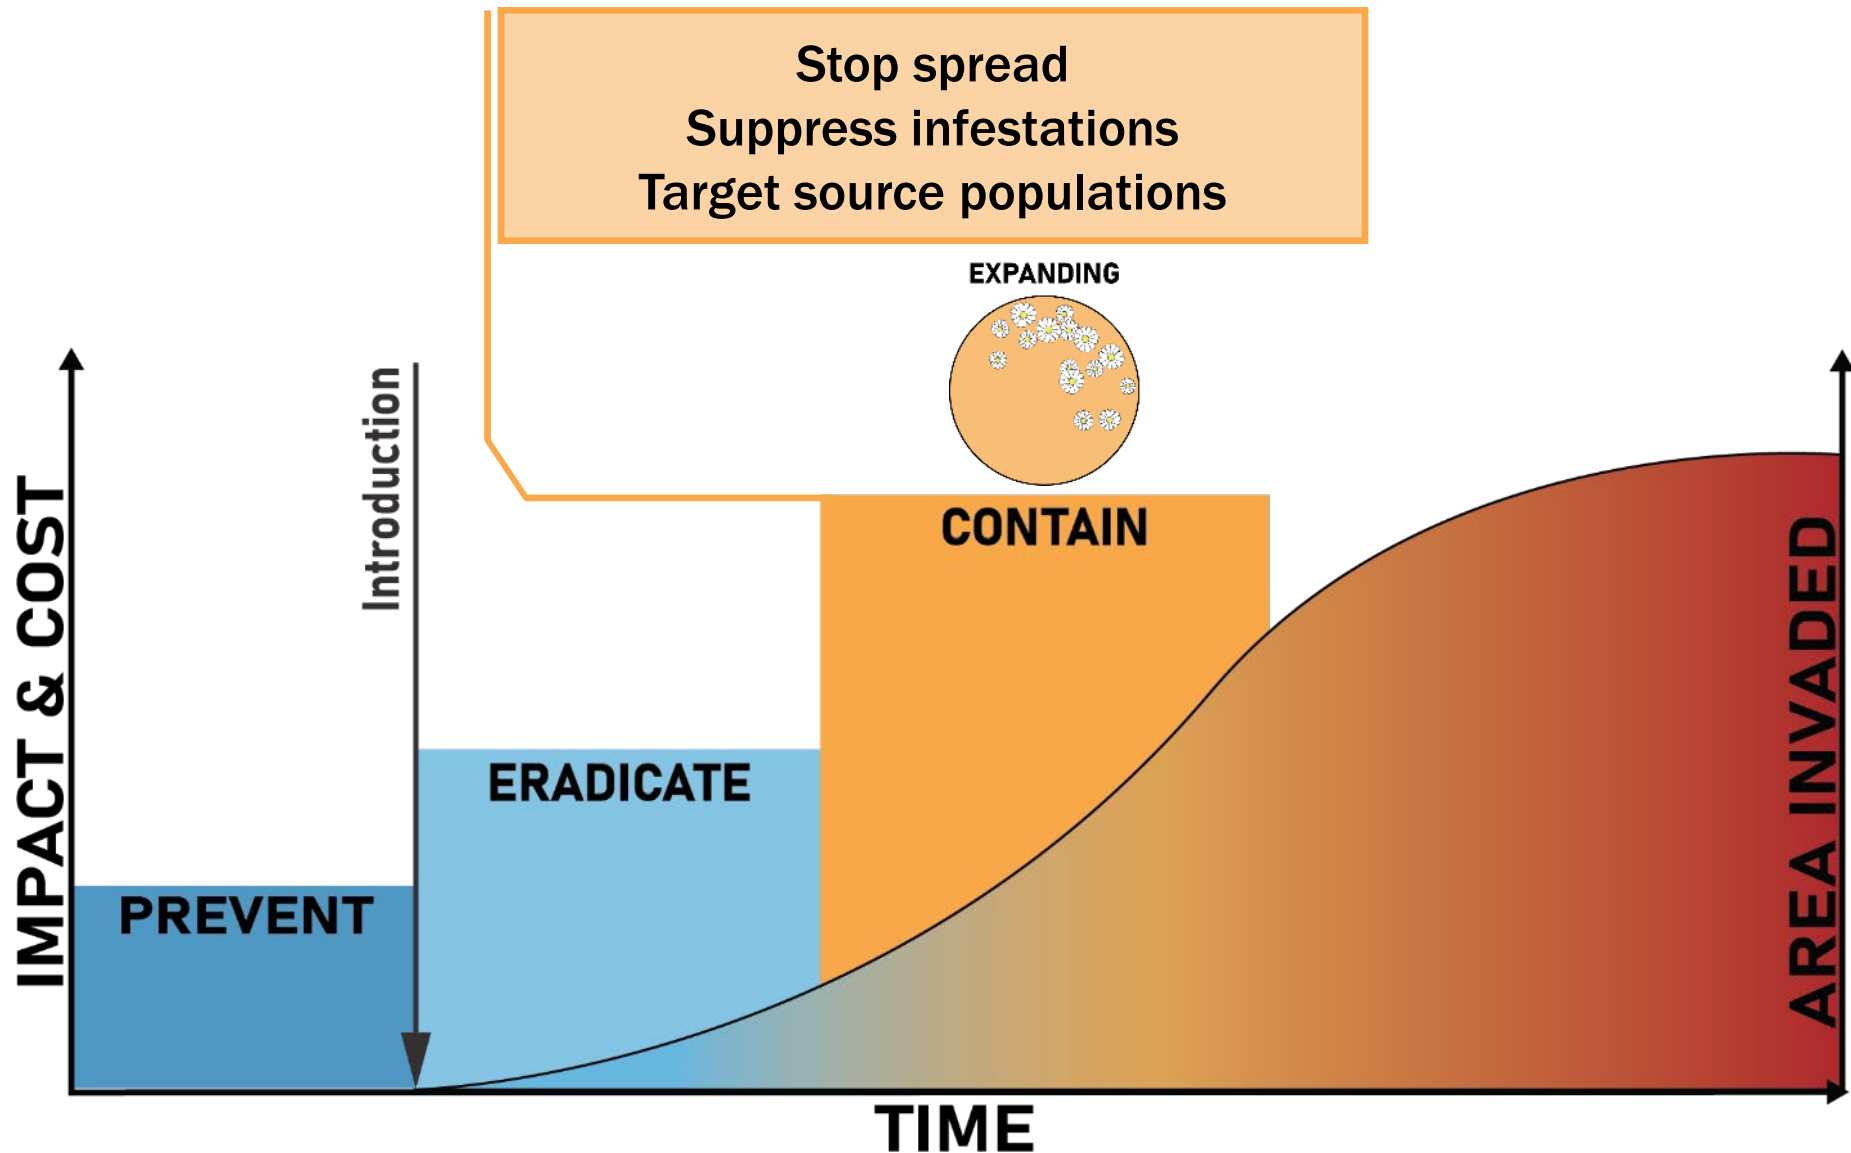 Stop spread
Suppress infestations
Target source populations
EXPANDING
Introduction
CONTAIN
ERADICATE
PREVENT
IMPACT & COST
AREA INVADED
TIME